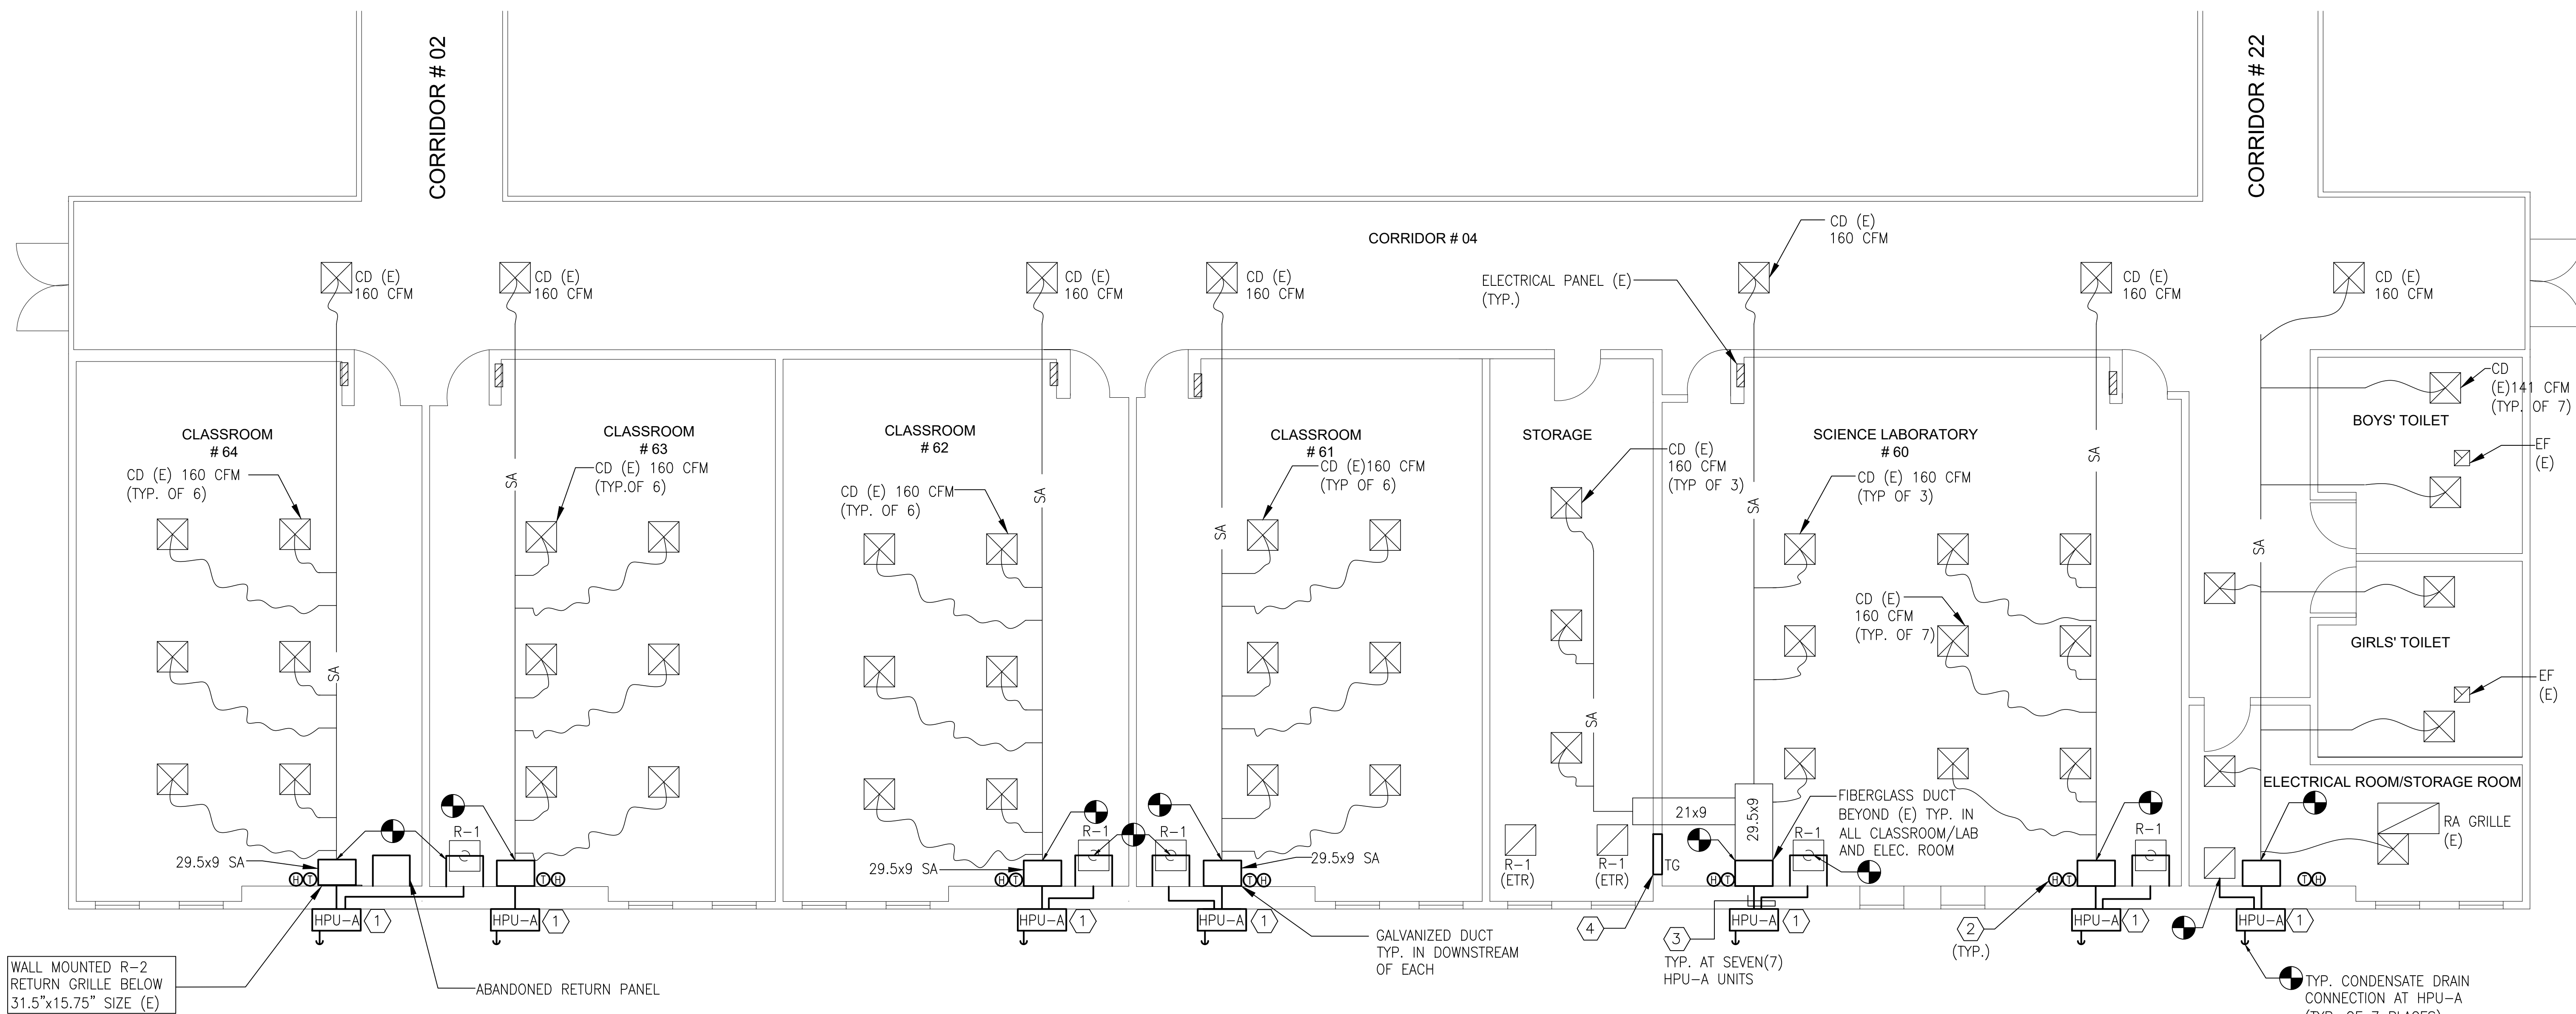 CORRIDOR # 02
CORRIDOR # 22
CORRIDOR # 04
CD (E)
160 CFM
CD (E)
160 CFM
CD (E)
160 CFM
CD (E)
160 CFM
CD (E)
160 CFM
CD (E)
160 CFM
CD (E)
160 CFM
ELECTRICAL PANEL (E)
(TYP.)
CLASSROOM
# 64
CD (E) 160 CFM
(TYP. OF 6)
SA
CLASSROOM
# 63
CD (E) 160 CFM
(TYP.OF 6)
SA
CLASSROOM
# 62
CD (E) 160 CFM
(TYP. OF 6)
SA
CLASSROOM
# 61
CD (E)160 CFM
(TYP OF 6)
SA
STORAGE
CD (E)
160 CFM
(TYP OF 3)
SA
SCIENCE LABORATORY
# 60
CD (E) 160 CFM
(TYP OF 3)
SA
CD (E)
160 CFM
(TYP. OF 7)
SA
SA
CD
(E)141 CFM
(TYP. OF 7)
BOYS' TOILET
EF
(E)
GIRLS' TOILET
EF
(E)
ELECTRICAL ROOM/STORAGE ROOM
RA GRILLE
(E)
21x9
29.5x9
FIBERGLASS DUCT
BEYOND (E) TYP. IN
ALL CLASSROOM/LAB
AND ELEC. ROOM
R-1
R-1
R-1
R-1
R-1
R-1
(ETR)
R-1
(ETR)
TG
29.5x9 SA
29.5x9 SA
29.5x9 SA
H T
T H
H T
T H
H T
H T
T H
HPU-A 1
HPU-A 1
HPU-A 1
HPU-A 1
HPU-A 1
HPU-A 1
HPU-A 1
4
3
TYP. AT SEVEN(7)
HPU-A UNITS
2
(TYP.)
GALVANIZED DUCT
TYP. IN DOWNSTREAM
OF EACH
WALL MOUNTED R-2
RETURN GRILLE BELOW
31.5"x15.75" SIZE (E)
ABANDONED RETURN PANEL
TYP. CONDENSATE DRAIN
CONNECTION AT HPU-A
(TYP. OF 7 PLACES)